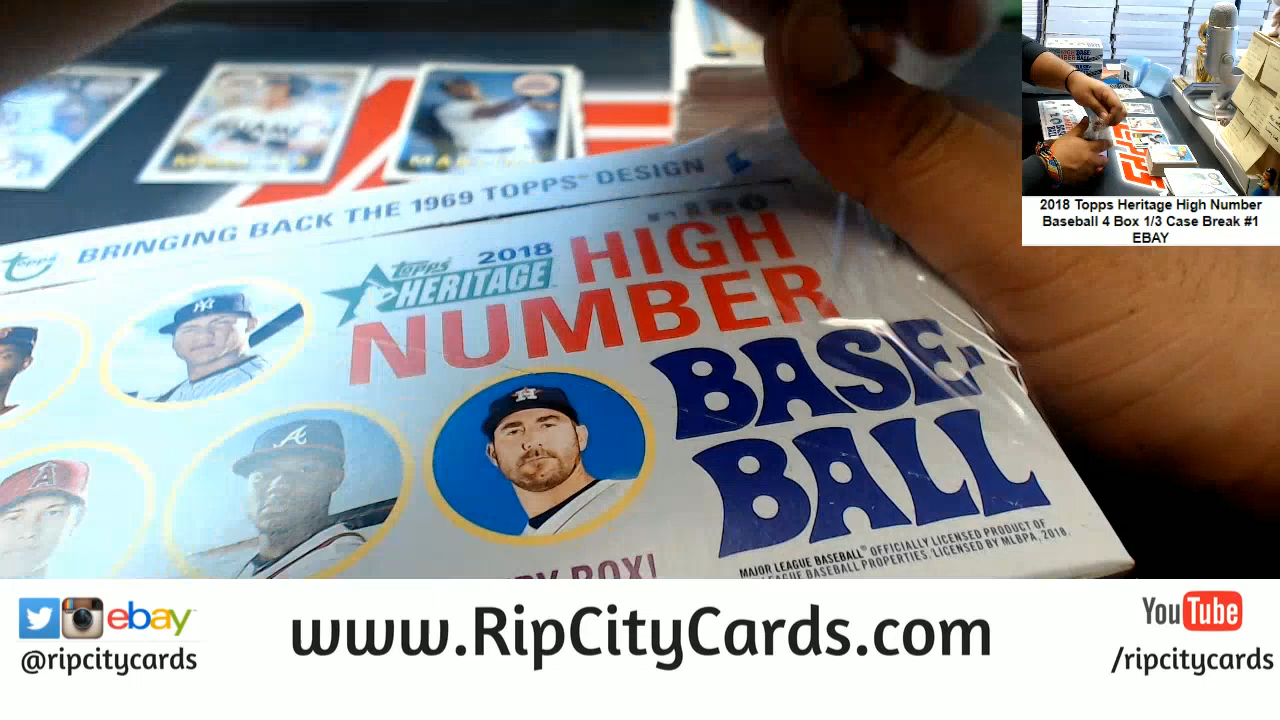 BRINGING BACK THE 1969 TOPPS DESIGN
topps
2018
Topps
HERITAGE
HIGH
NUMBER
BASE-
BALL
MAJOR LEAGUE BASEBALL® OFFICIALLY LICENSED PRODUCT OF
LEAGUE BASEBALL PROPERTIES. LICENSED BY MLBPA, 2018.
BOX!
2018 Topps Heritage High Number
Baseball 4 Box 1/3 Case Break #1
EBAY
ebay
@ripcitycards
www.RipCityCards.com
YouTube
/ripcitycards